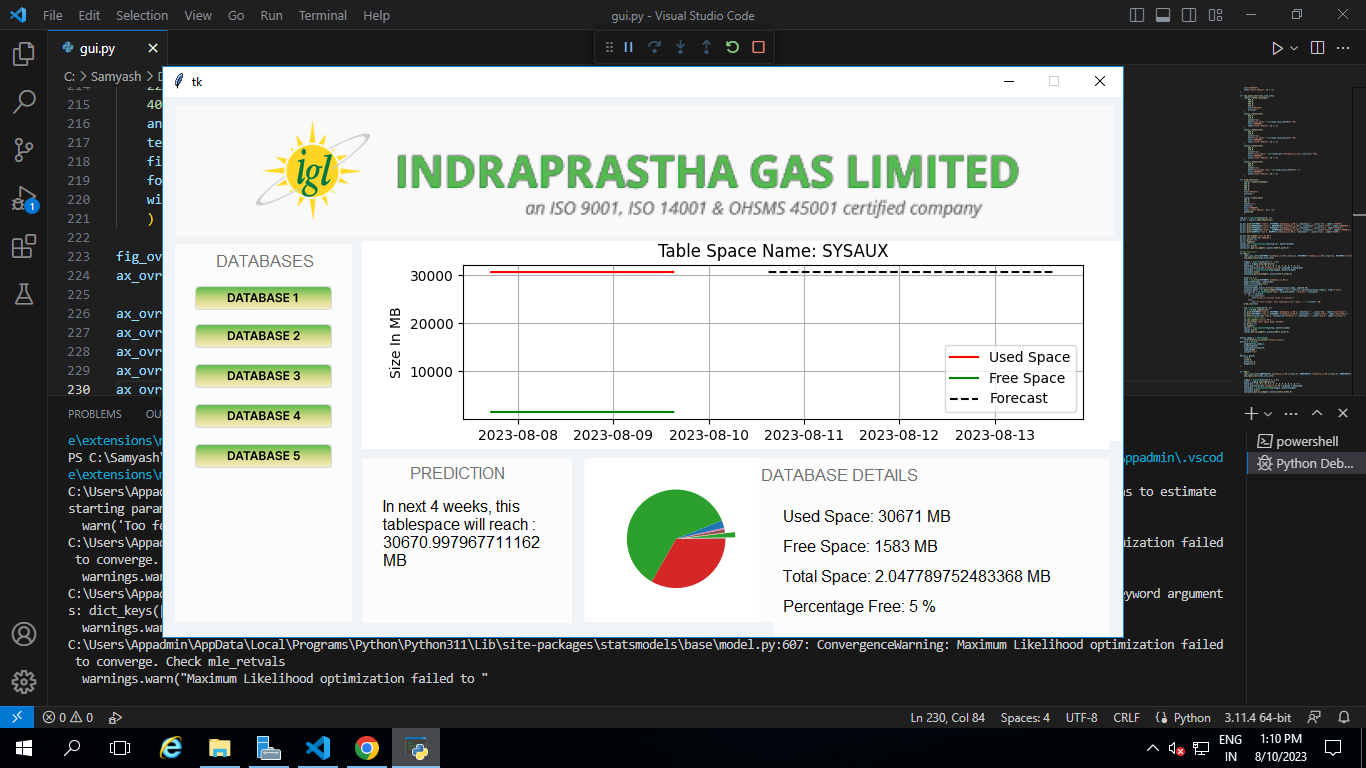 File Edit Selection View Go Run Terminal Help
gui.py - Visual Studio Code
gui.py
C: > Samyash >
tk
215 40
216 an
217 te
218 fi
219 fo
220 wi
221 )
222
223 fig_ov
224 ax_ovr
225
226 ax_ovr
227 ax_ovr
228 ax_ovr
229 ax_ovr
230 ax_ovr
igl
INDRAPRASTHA GAS LIMITED
an ISO 9001, ISO 14001 & OHSMS 45001 certified company
DATABASES
DATABASE 1
DATABASE 2
DATABASE 3
DATABASE 4
DATABASE 5
Table Space Name: SYSAUX
Size In MB
30000
20000
10000
Used Space
Free Space
Forecast
2023-08-08 2023-08-09 2023-08-10 2023-08-11 2023-08-12 2023-08-13
PREDICTION
In next 4 weeks, this
tablespace will reach :
30670.997967711162
MB
DATABASE DETAILS
Used Space: 30671 MB
Free Space: 1583 MB
Total Space: 2.047789752483368 MB
Percentage Free: 5 %
PROBLEMS OU
powershell
Python Deb...
e\extensions\
PS C:\Samyash\
ppadmin\.vscod
e\extensions\
C:\Users\Appa
s to estimate
starting param
warn('Too fe
C:\Users\Appa
mization failed
to converge.
warnings.war
C:\Users\Appa
eyword argument
s: dict_keys(
warnings.war
C:\Users\Appadmin\AppData\Local\Programs\Python\Python311\Lib\site-packages\statsmodels\base\model.py:607: ConvergenceWarning: Maximum Likelihood optimization failed
to converge. Check mle_retvals
warnings.warn("Maximum Likelihood optimization failed to "
1
0 0
Ln 230, Col 84 Spaces: 4 UTF-8 CRLF Python 3.11.4 64-bit
ENG
IN
1:10 PM
8/10/2023